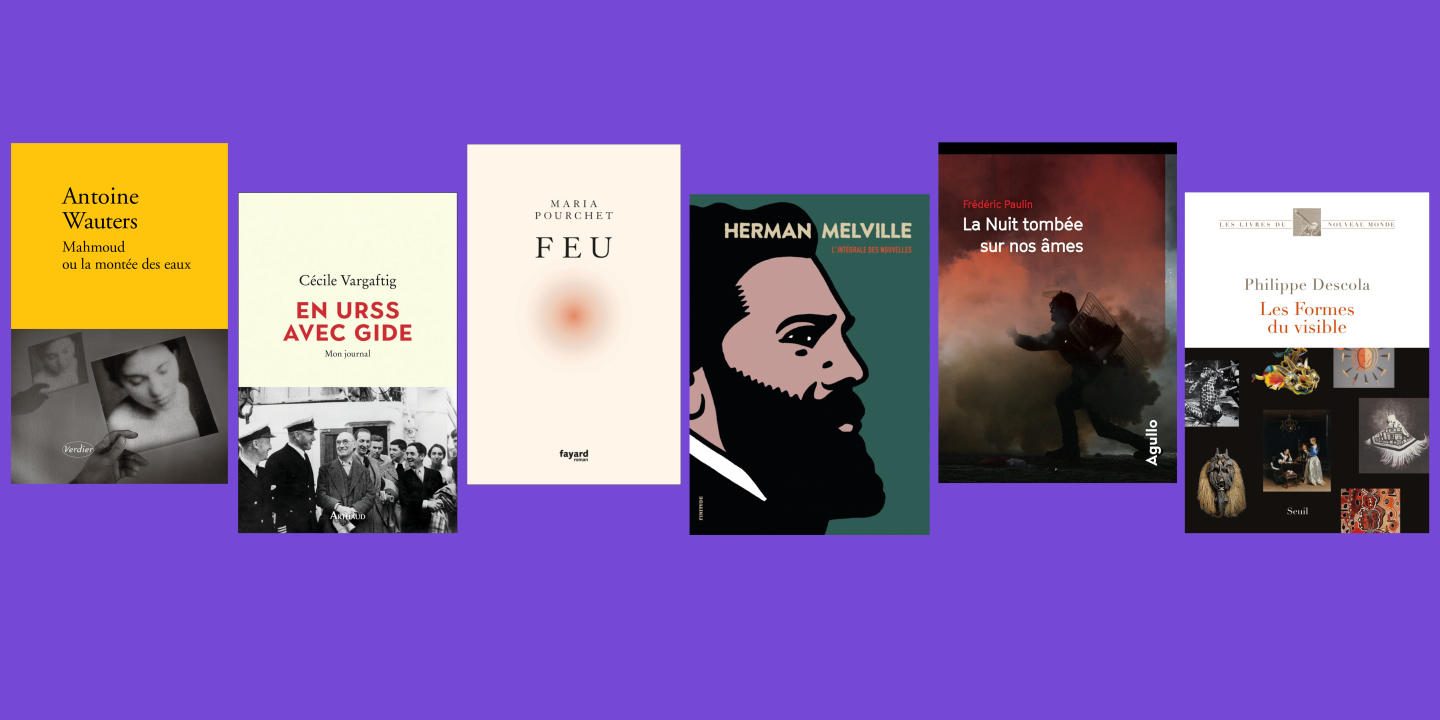 Antoine
Wauters
Mahmoud
ou la montée des eaux
Verdier
Cécile Vargaftig
EN URSS
AVEC GIDE
Mon journal
ARTHAUD
MARIA
POURCHET
FEU
fayard
roman
HERMAN MELVILLE
L'INTÉGRALE DES NOUVELLES
FINITUDE
Frédéric Paulin
La Nuit tombée
sur nos âmes
Agullo
LES LIVRES DU NOUVEAU MONDE
Philippe Descola
Les Formes
du visible
Seuil